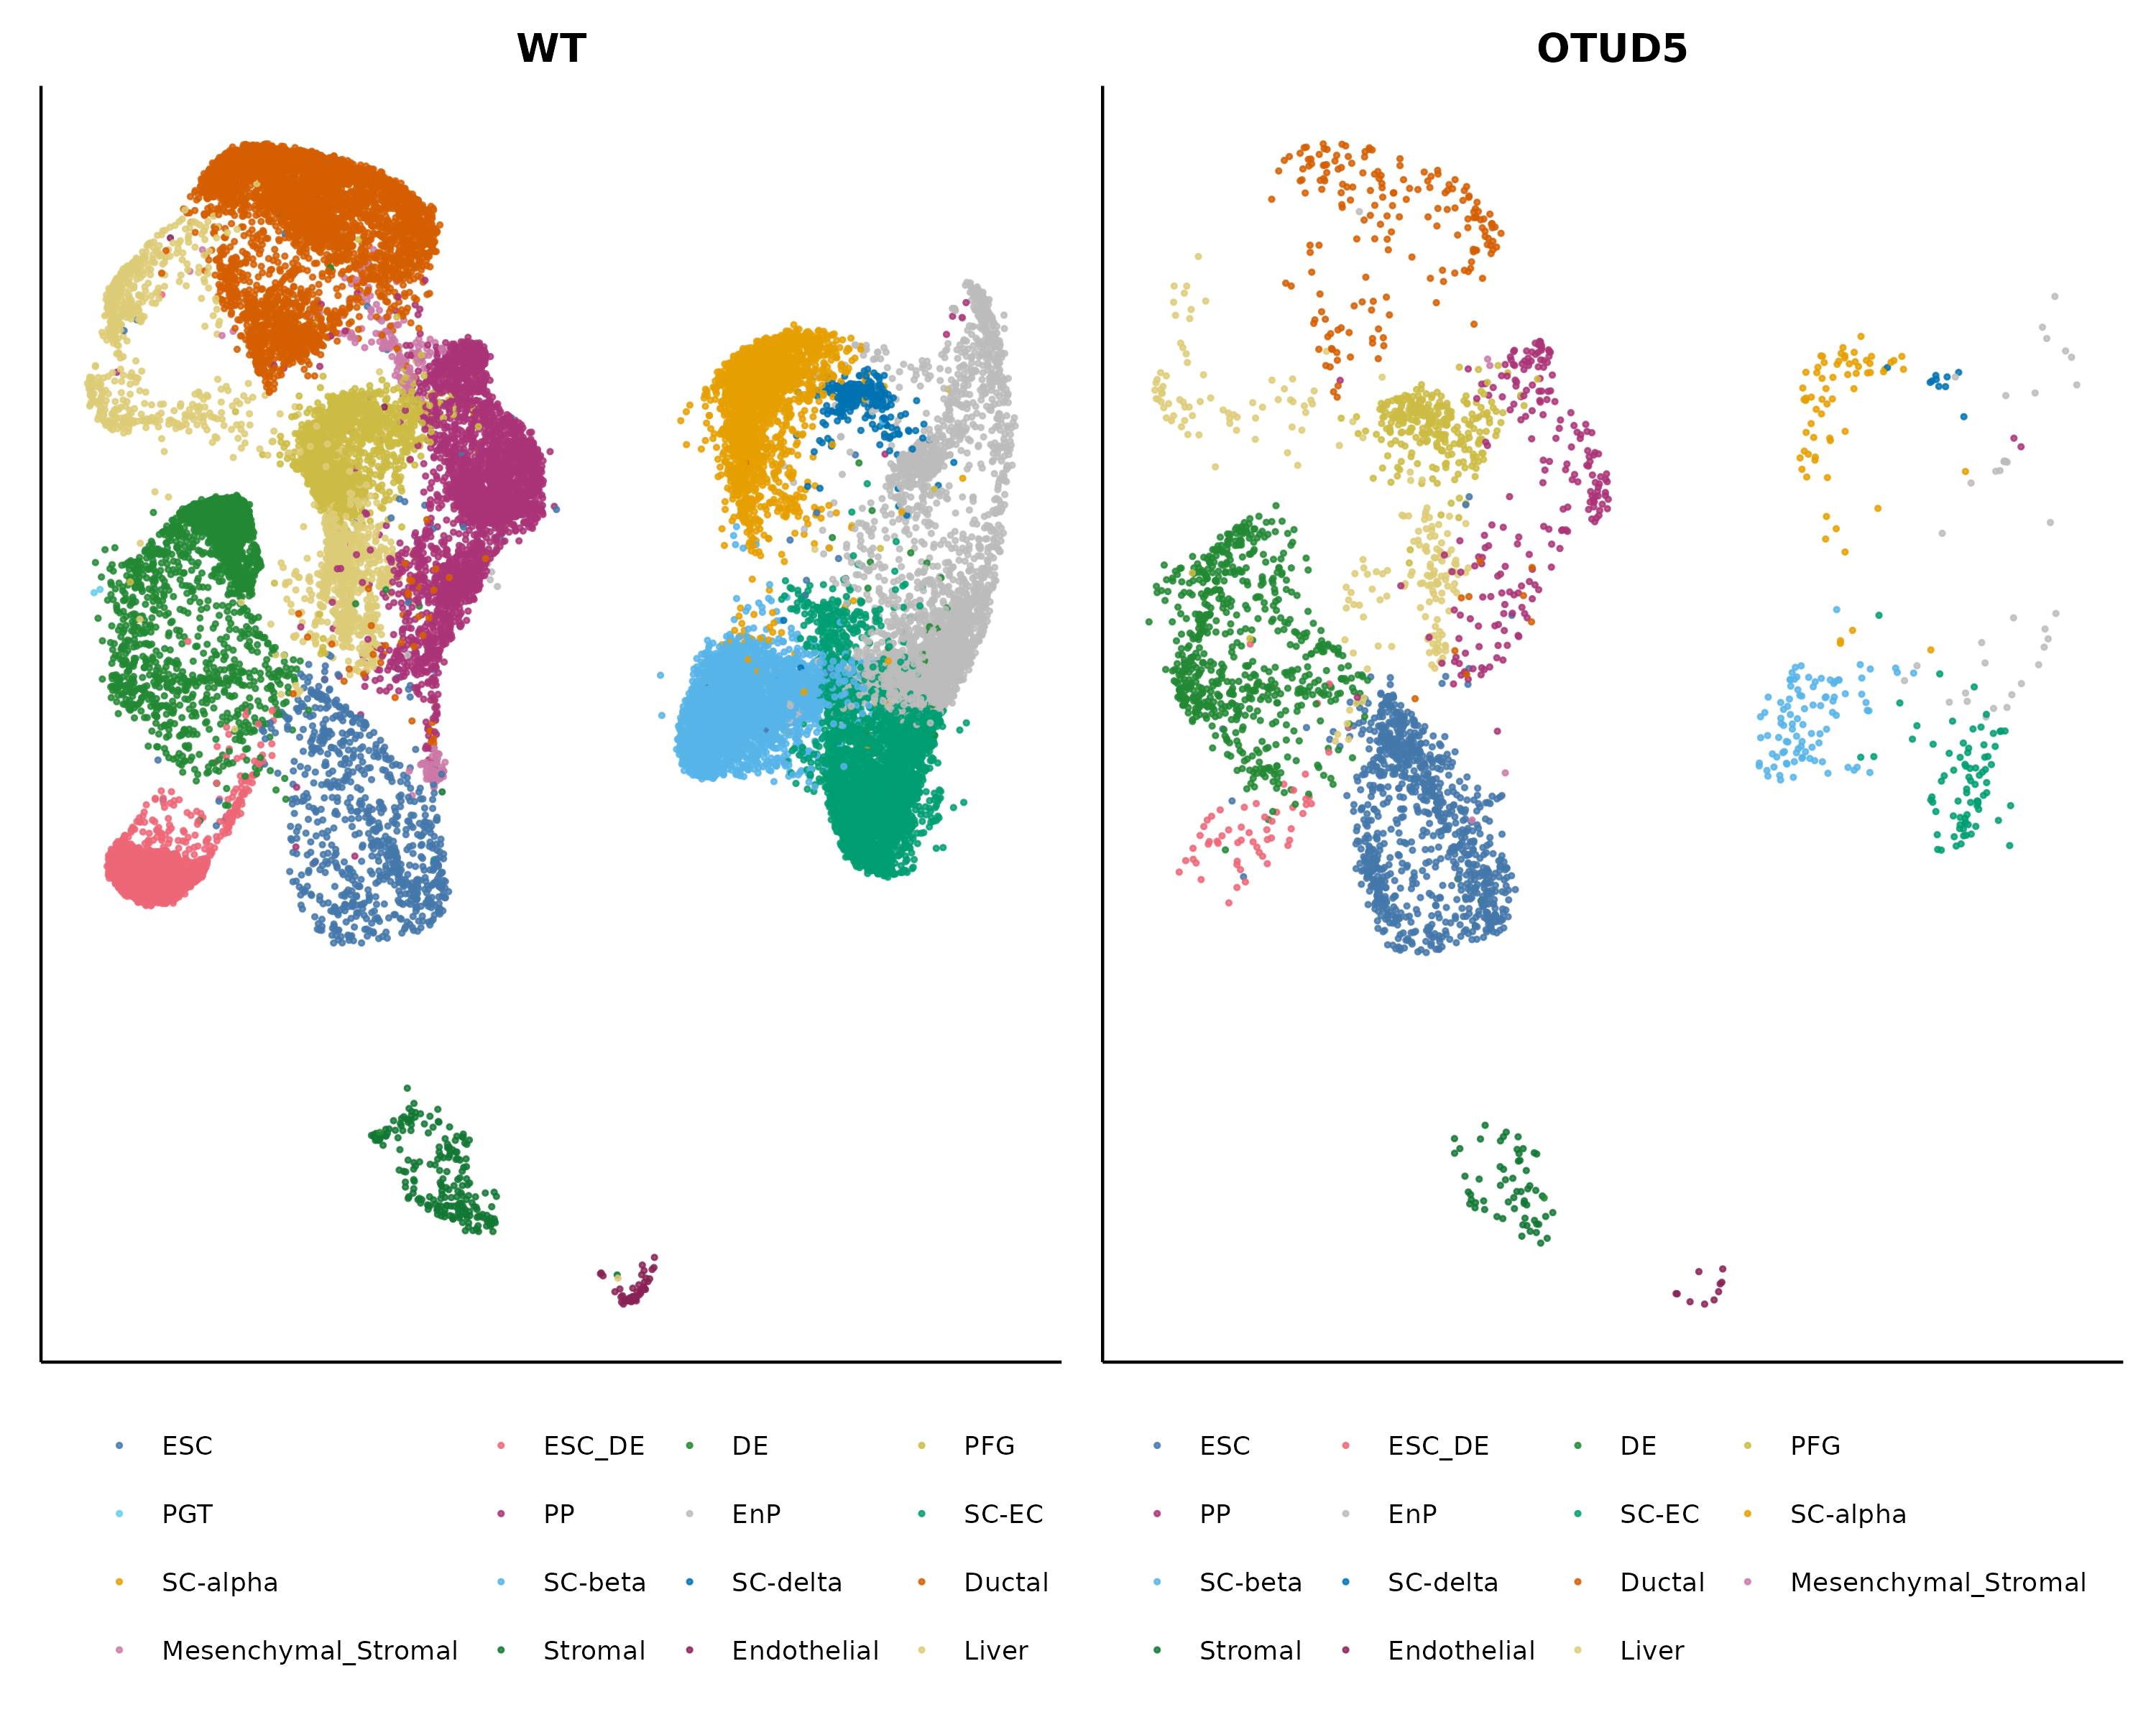 WT
OTUD5
ESC ESC_DE DE PFG
PGT PP EnP SC-EC
SC-alpha SC-beta SC-delta Ductal
Mesenchymal_Stromal Stromal Endothelial Liver
ESC ESC_DE DE PFG
PP EnP SC-EC SC-alpha
SC-beta SC-delta Ductal Mesenchymal_Stromal
Stromal Endothelial Liver